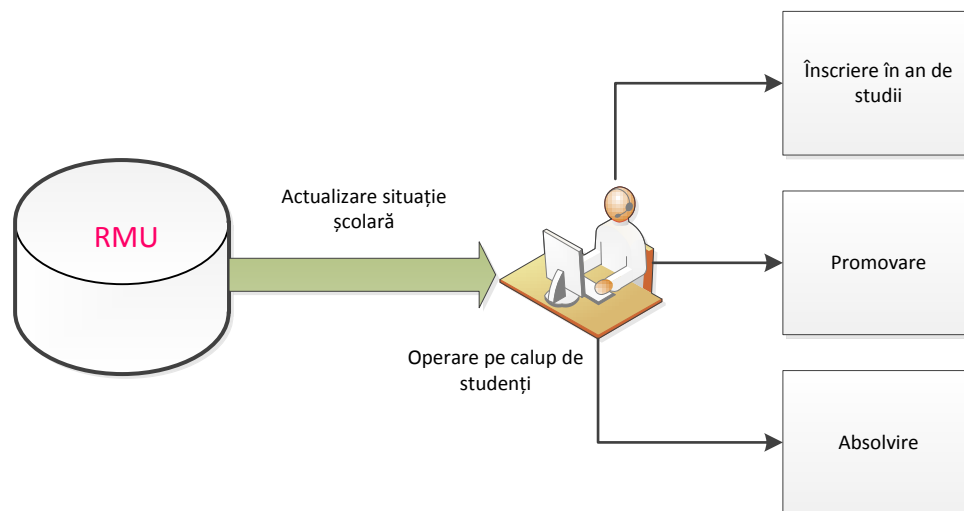 RMU
Actualizare situație
școlară
Operare pe calup de
studenți
Înscriere în an de
studii
Promovare
Absolvire